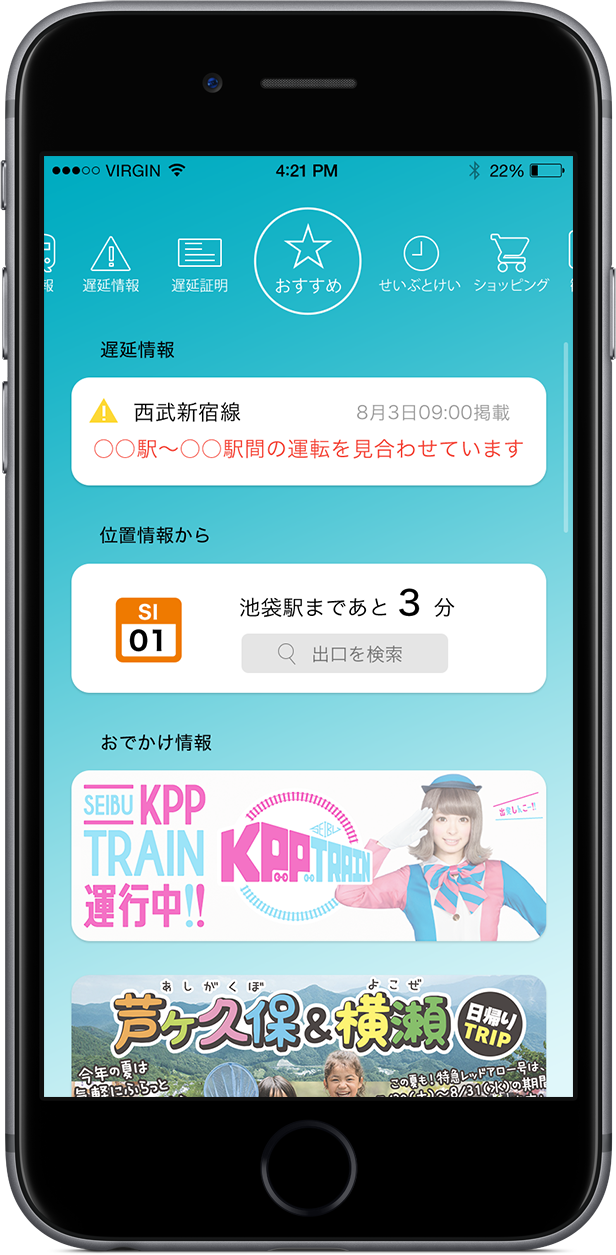 ●●●○○ VIRGIN 4:21 PM 22%
報 遅延情報 遅延証明 おすすめ せいぶとけい ショッピング
遅延情報
西武新宿線 8月3日09:00掲載
○○駅〜○○駅間の運転を見合わせています
位置情報から
SI
01
池袋駅まであと 3 分
出口を検索
おでかけ情報
SEIBU KPP
TRAIN
運行中!!
SEIBU
KPP TRAIN
出発しんこー!!
あしがくぼ よこぜ
芦ヶ久保&横瀬
日帰り
TRIP
今年の夏は
気軽にふらっと
この夏も!特急レッドアロー号は、
(土)〜8/31(水)の期間